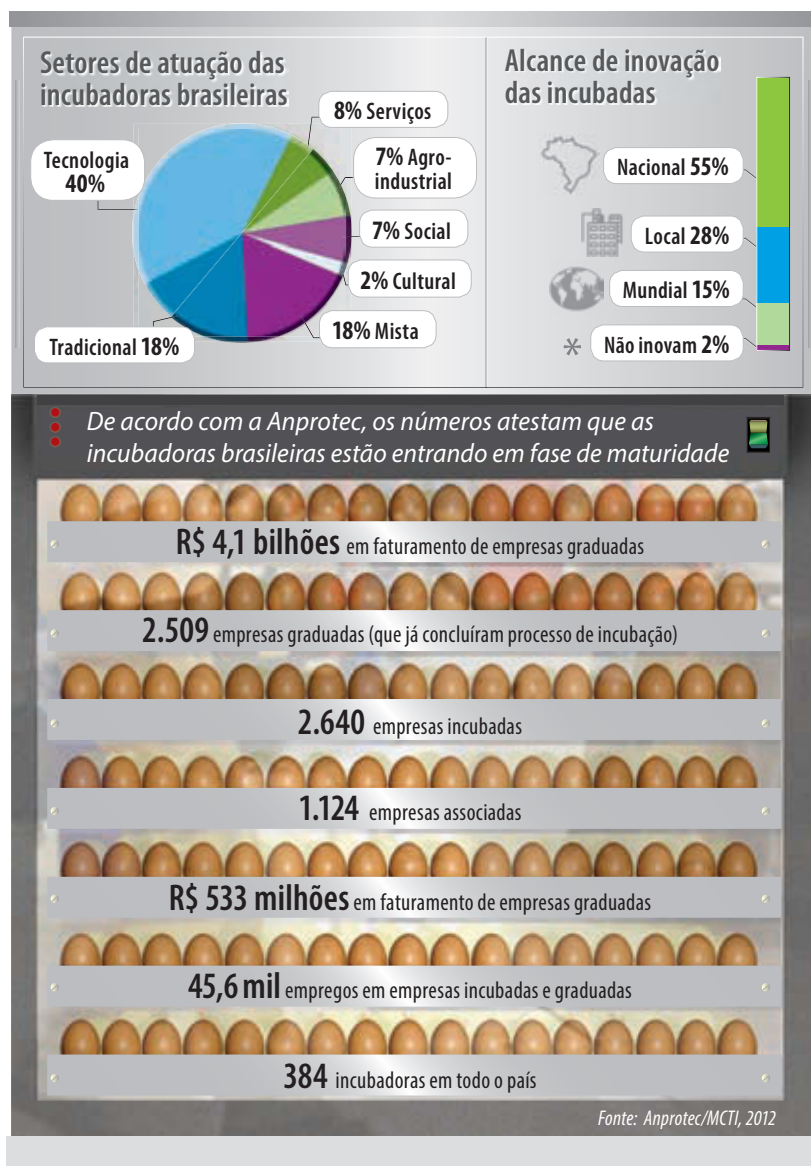 Setores de atuação das
incubadoras brasileiras
8% Serviços
7% Agro-
industrial
7% Social
2% Cultural
18% Mista
Tradicional 18%
Tecnologia
40%
Alcance de inovação
das incubadas
Nacional 55%
Local 28%
Mundial 15%
* Não inovam 2%
De acordo com a Anprotec, os números atestam que as
incubadoras brasileiras estão entrando em fase de maturidade
R$ 4,1 bilhões em faturamento de empresas graduadas
2.509 empresas graduadas (que já concluíram processo de incubação)
2.640 empresas incubadas
1.124 empresas associadas
R$ 533 milhões em faturamento de empresas graduadas
45,6 mil empregos em empresas incubadas e graduadas
384 incubadoras em todo o país
Fonte: Anprotec/MCTI, 2012